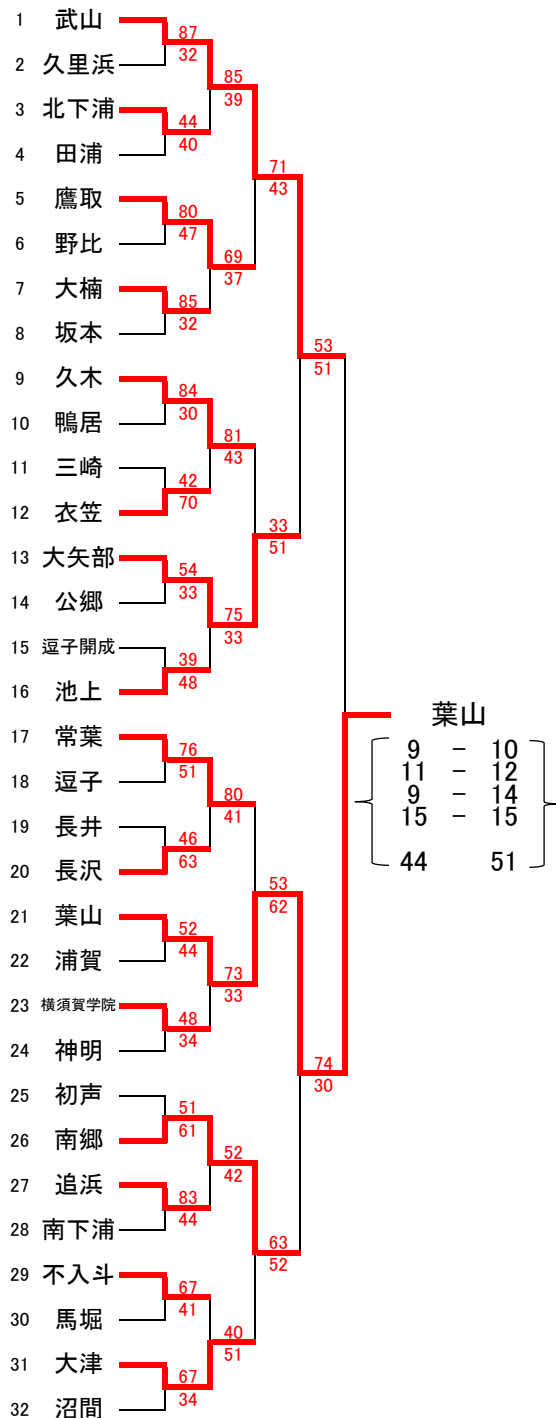 1 武山
87
32
2 久里浜
85
39
3 北下浦
44
40
4 田浦
71
43
5 鷹取
80
47
6 野比
69
37
7 大楠
85
32
8 坂本
53
51
9 久木
84
30
10 鴨居
81
43
11 三崎
42
70
12 衣笠
33
51
13 大矢部
54
33
14 公郷
75
33
15 逗子開成
39
48
16 池上
葉山
9 － 10
11 － 12
9 － 14
15 － 15
44 51
17 常葉
76
51
18 逗子
80
41
19 長井
46
63
20 長沢
53
62
21 葉山
52
44
22 浦賀
73
33
23 横須賀学院
48
34
24 神明
74
30
25 初声
51
61
26 南郷
52
42
27 追浜
83
44
28 南下浦
63
52
29 不入斗
67
41
30 馬堀
40
51
31 大津
67
34
32 沼間